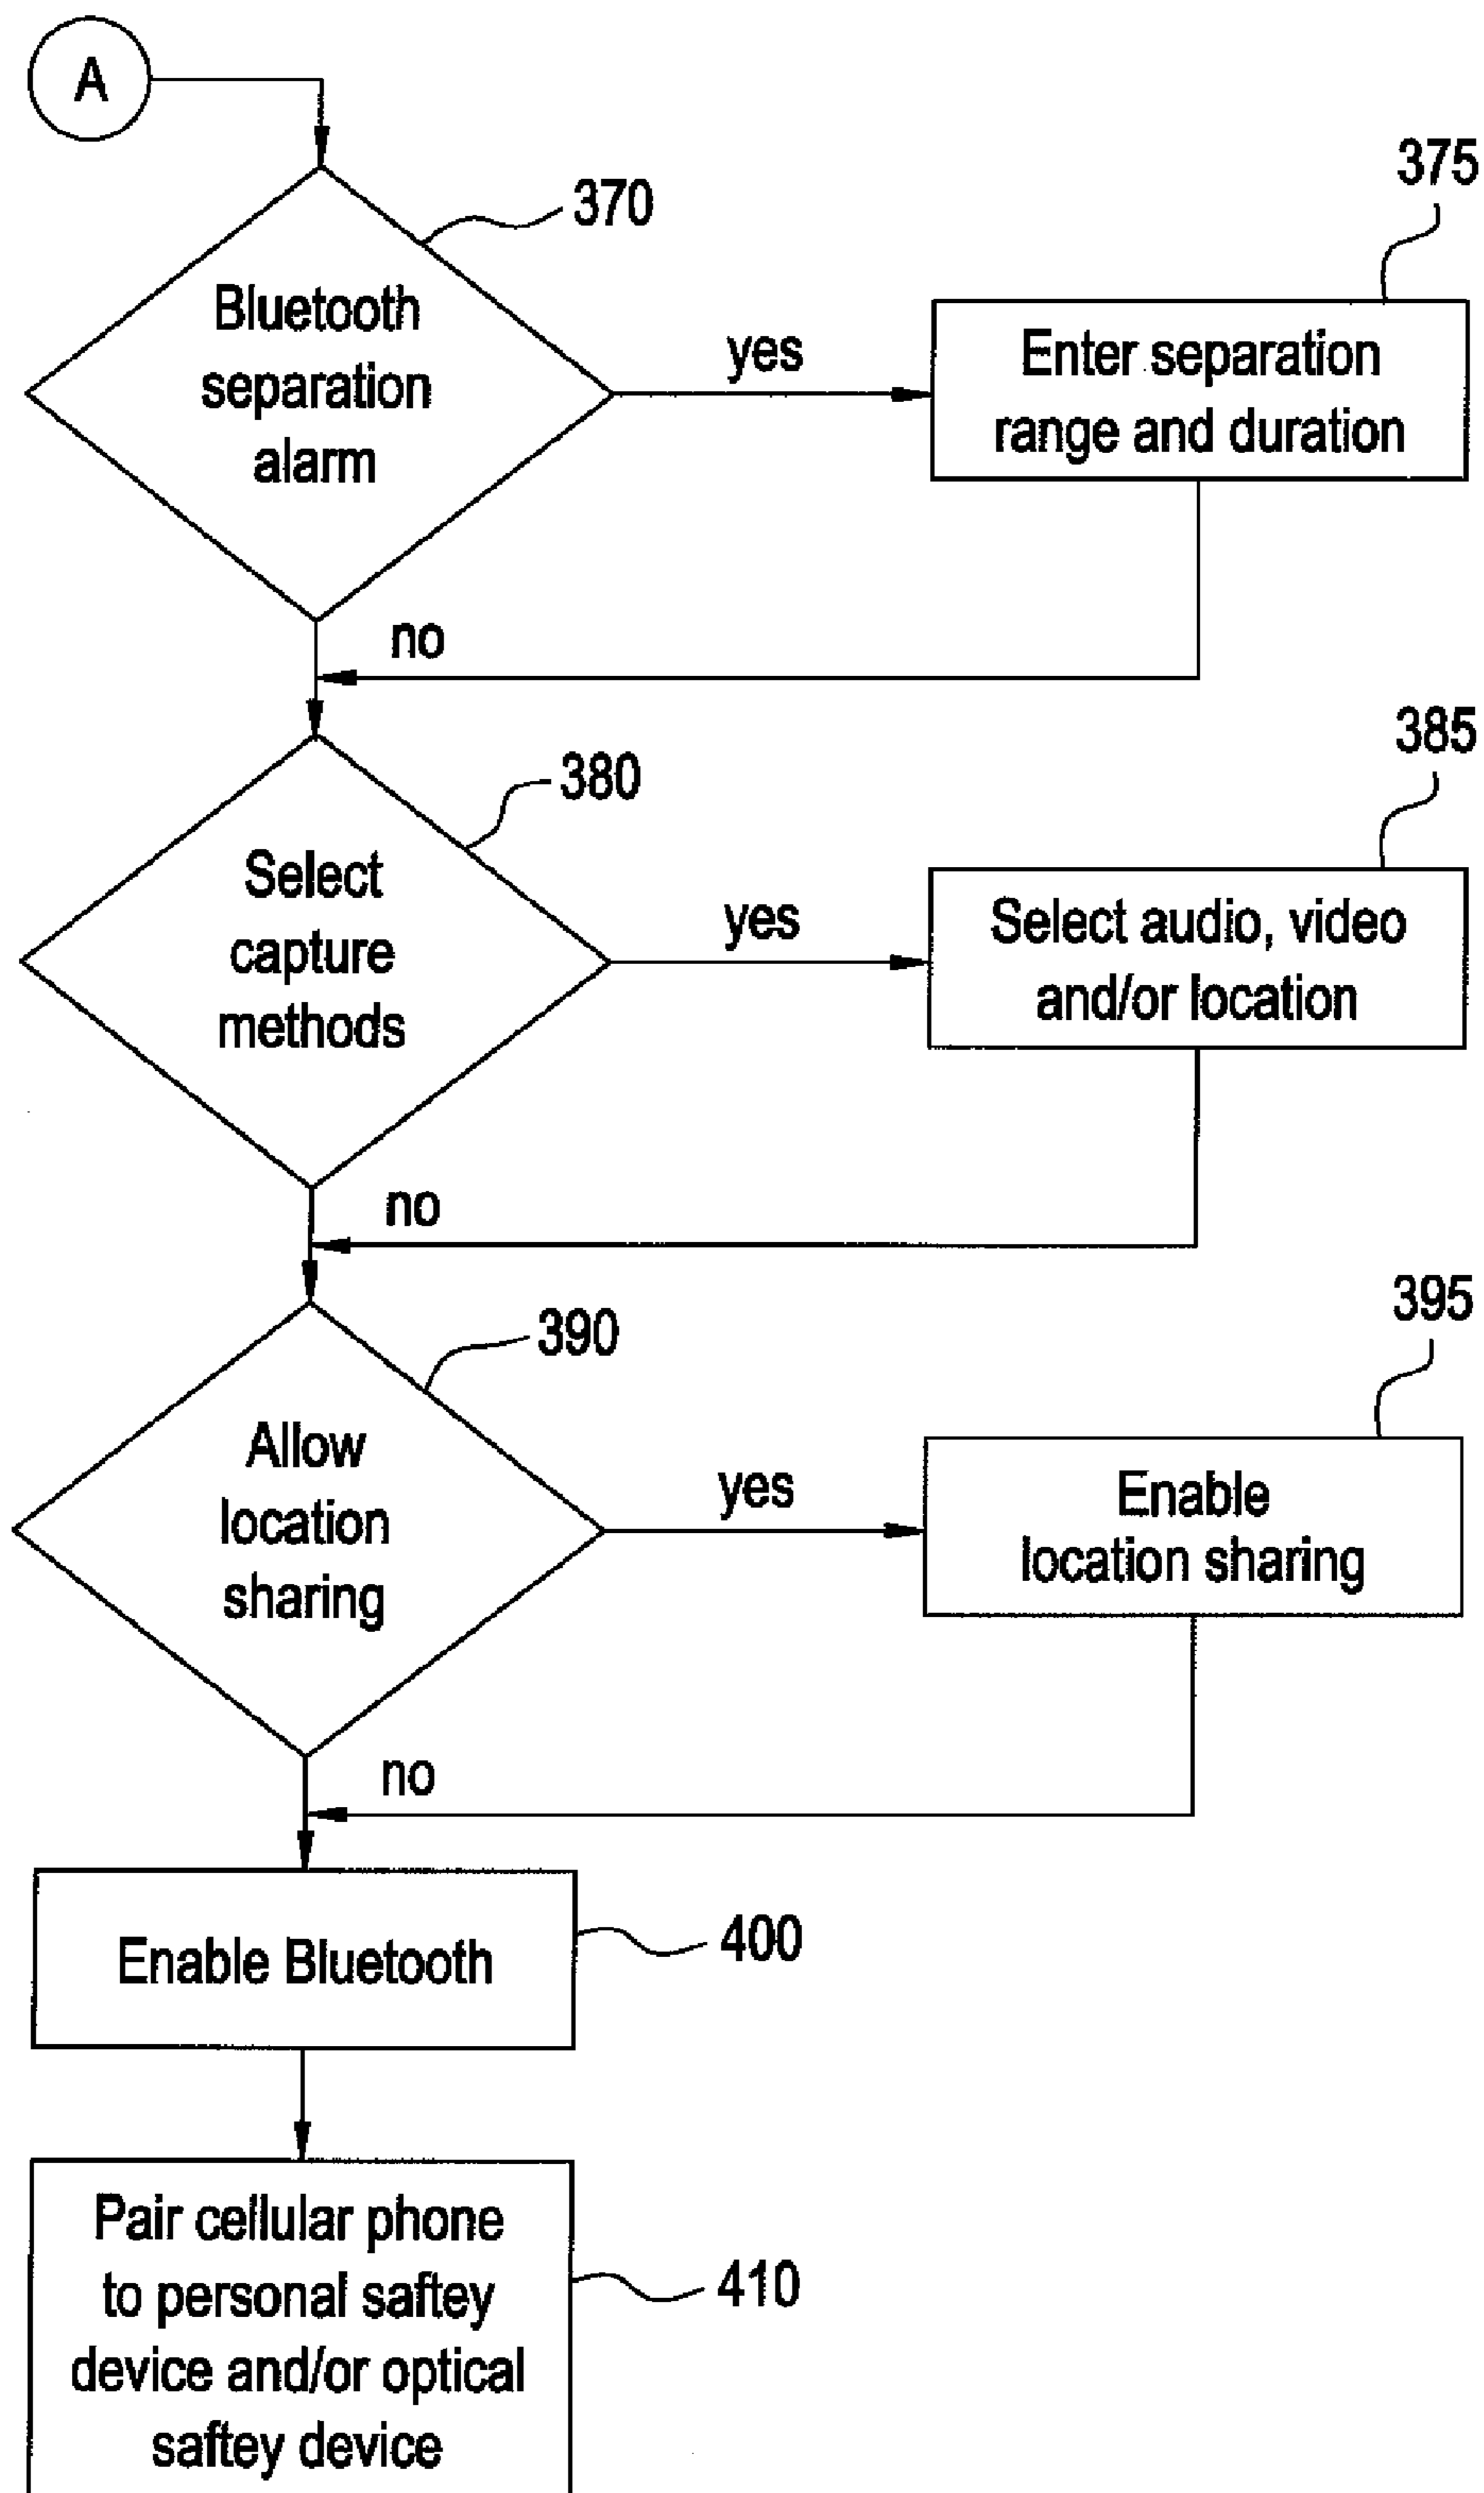 A
370
Bluetooth
separation
alarm
yes
375
Enter separation
range and duration
no
380
Select
capture
methods
yes
385
Select audio, video
and/or location
no
390
Allow
location
sharing
yes
395
Enable
location sharing
no
Enable Bluetooth
400
Pair cellular phone
to personal saftey
device and/or optical
saftey device
410